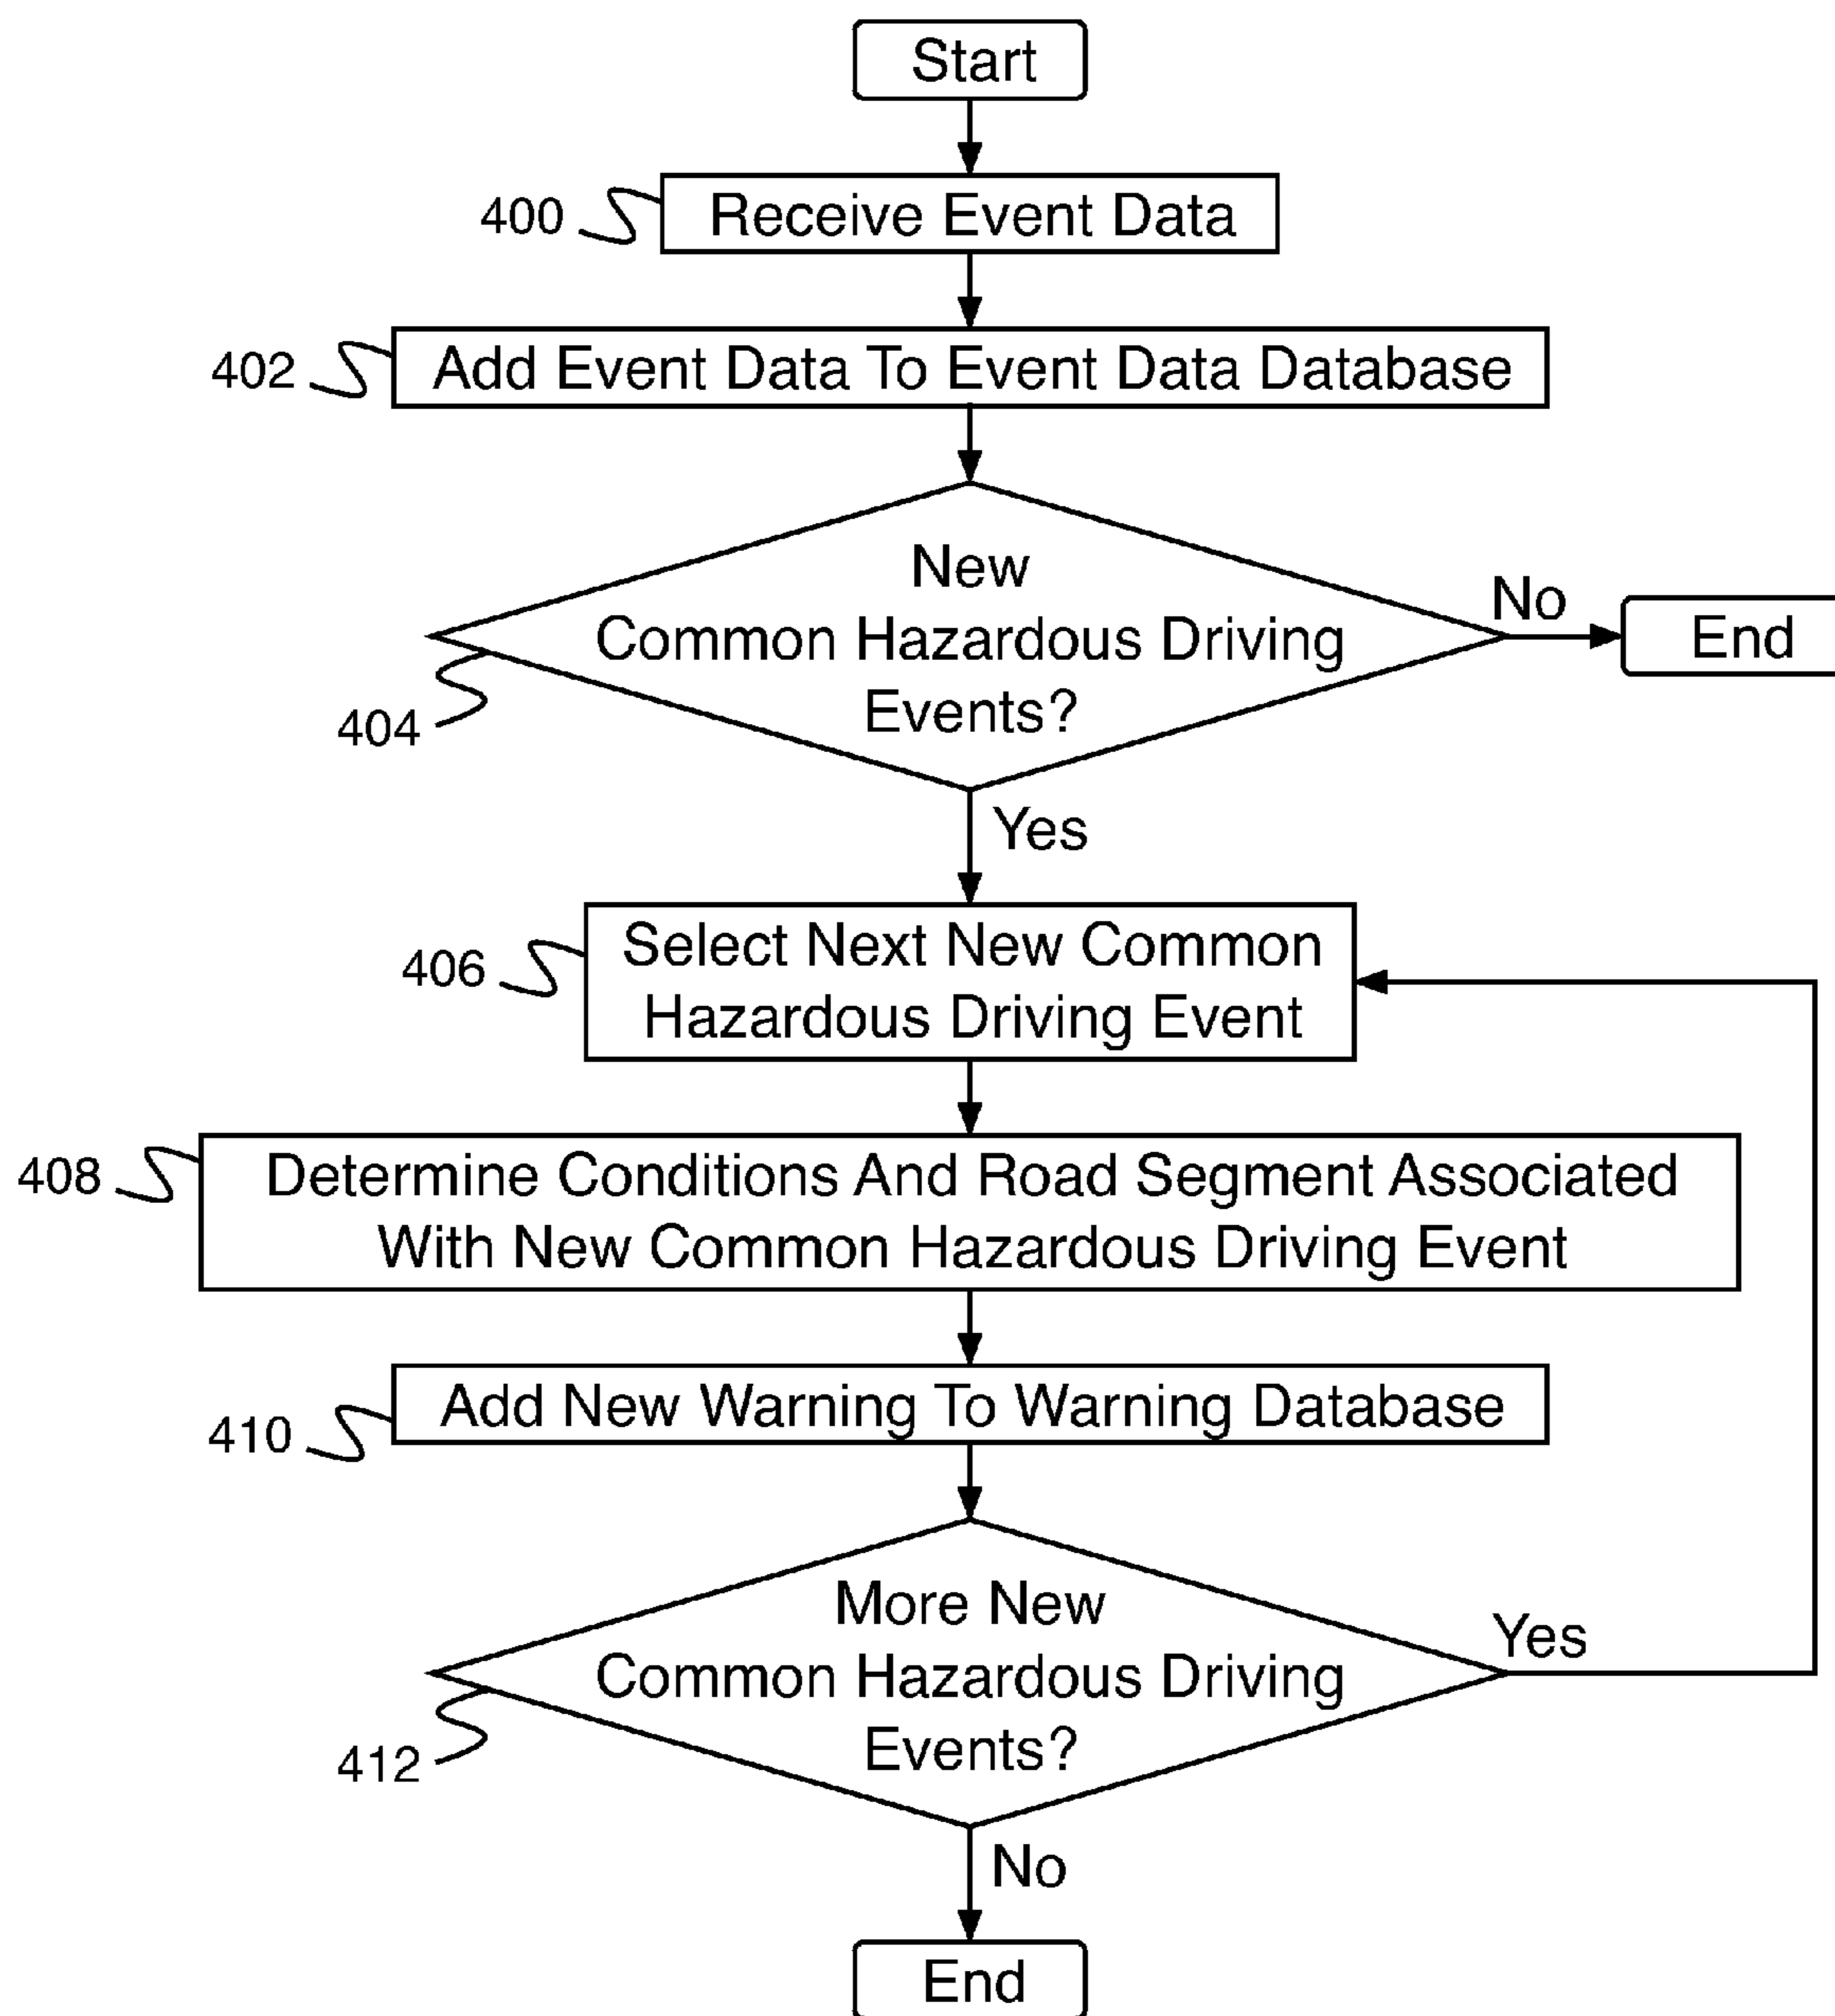 Start
400
Receive Event Data
402
Add Event Data To Event Data Database
New
Common Hazardous Driving
Events?
404
No
End
Yes
406
Select Next New Common
Hazardous Driving Event
408
Determine Conditions And Road Segment Associated
With New Common Hazardous Driving Event
410
Add New Warning To Warning Database
More New
Common Hazardous Driving
Events?
412
Yes
No
End